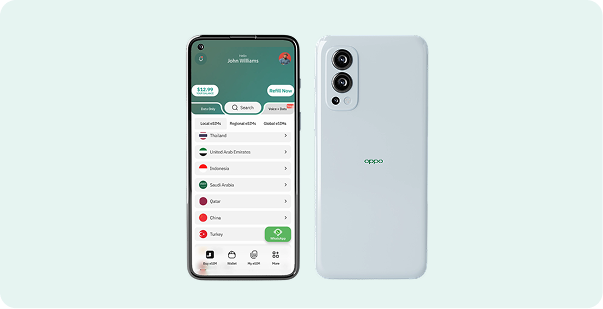 Hello
John Williams
$12.99
Refill Now
Data Only
Search
Voice + Data
Local eSIMs
Regional eSIMs
Global eSIMs
Thailand
United Arab Emirates
Indonesia
Saudi Arabia
Qatar
China
Turkey
WhatsApp
Buy eSIM
Wallet
My eSIM
More
oppo